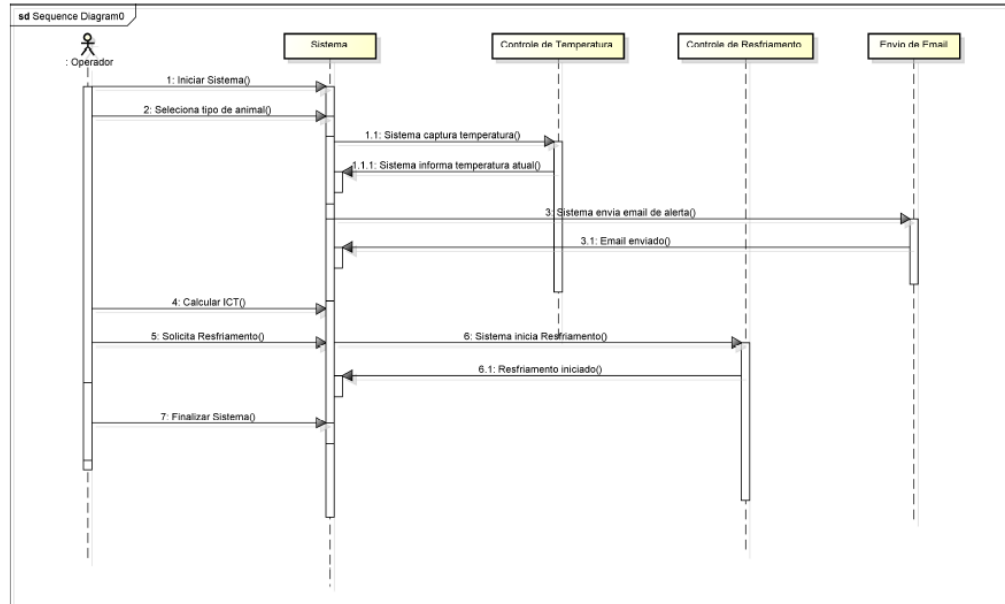 sd Sequence Diagram0
: Operador
Sistema
Controle de Temperatura
Controle de Resfriamento
Envio de Email
1: Iniciar Sistema()
2: Seleciona tipo de animal()
1.1: Sistema captura temperatura()
1.1.1: Sistema informa temperatura atual()
3: Sistema envia email de alerta()
3.1: Email enviado()
4: Calcular ICT()
5: Solicita Resfriamento()
6: Sistema inicia Resfriamento()
6.1: Resfriamento iniciado()
7: Finalizar Sistema()